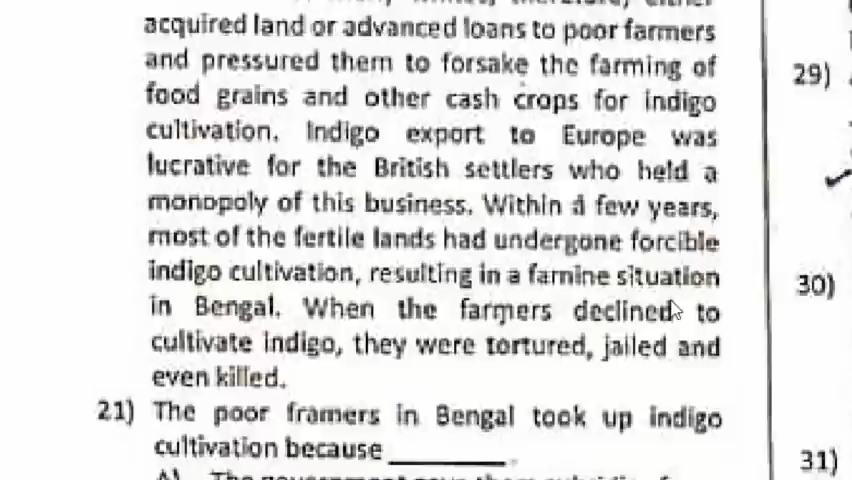 acquired land or advanced loans to poor farmers
and pressured them to forsake the farming of
food grains and other cash crops for indigo
cultivation. Indigo export to Europe was
lucrative for the British settlers who held a
monopoly of this business. Within a few years,
most of the fertile lands had undergone forcible
indigo cultivation, resulting in a famine situation
in Bengal. When the farmers declined to
cultivate indigo, they were tortured, jailed and
even killed.
21) The poor framers in Bengal took up indigo
cultivation because ________.
A) The government gave them
29)
30)
31)